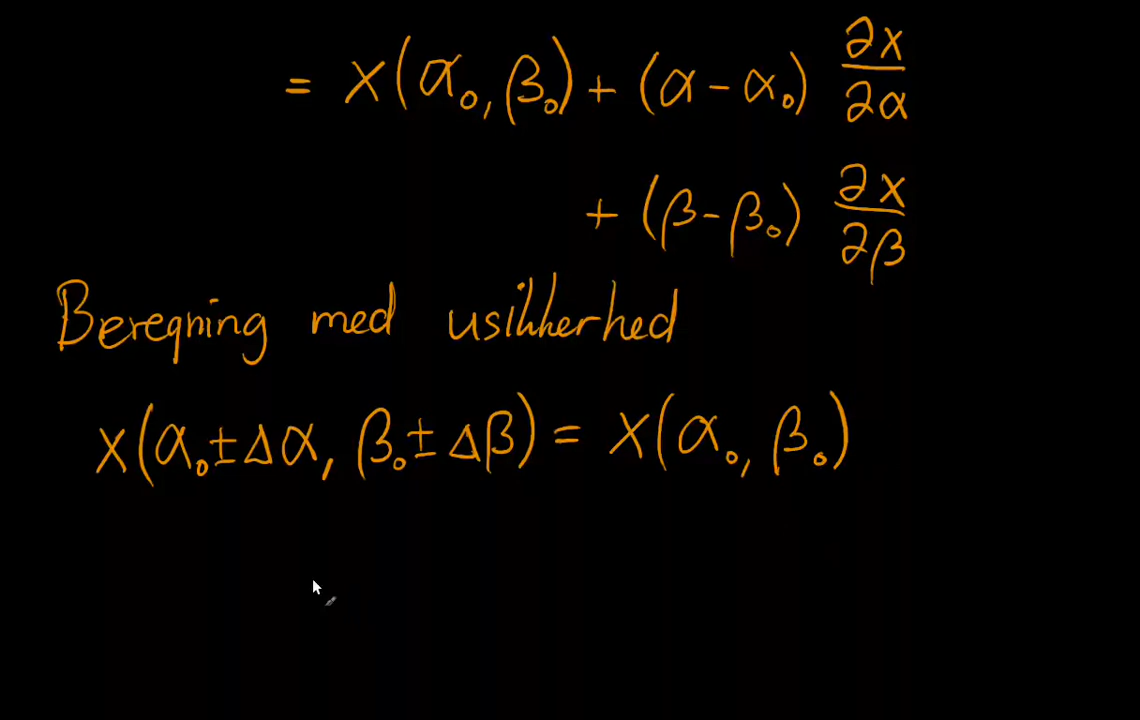 = x(α₀, β₀) + (α - α₀) ∂x/∂α
+ (β - β₀) ∂x/∂β
Beregning med usikkerhed
x(α₀ ± Δα, β₀ ± Δβ) = x(α₀, β₀)